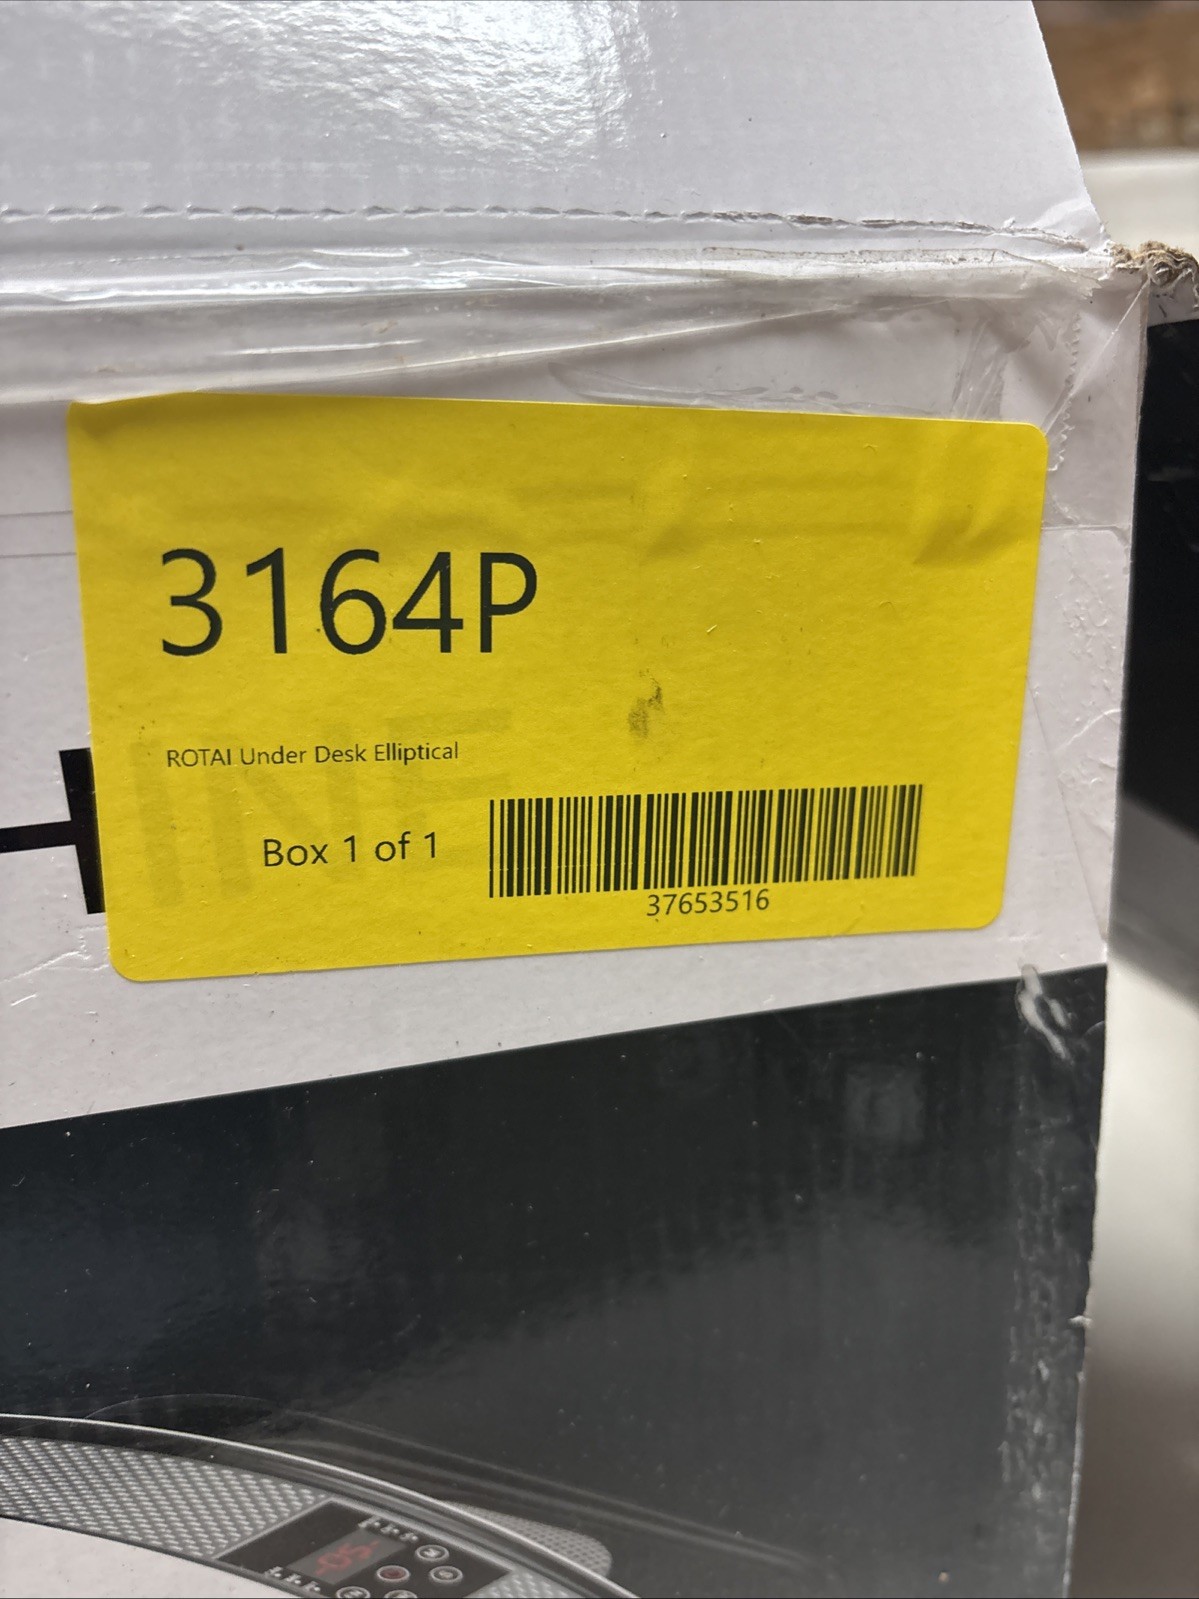 3164P
ROTAI Under Desk Elliptical
Box 1 of 1
37653516